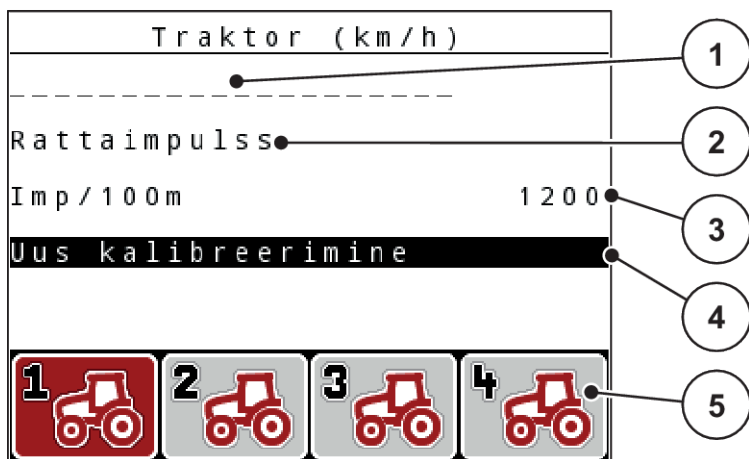 Traktor (km/h)
1
Rattaimpulss
2
Imp/100m 1200
3
Uus kalibreerimine
4
1 2 3 4
5